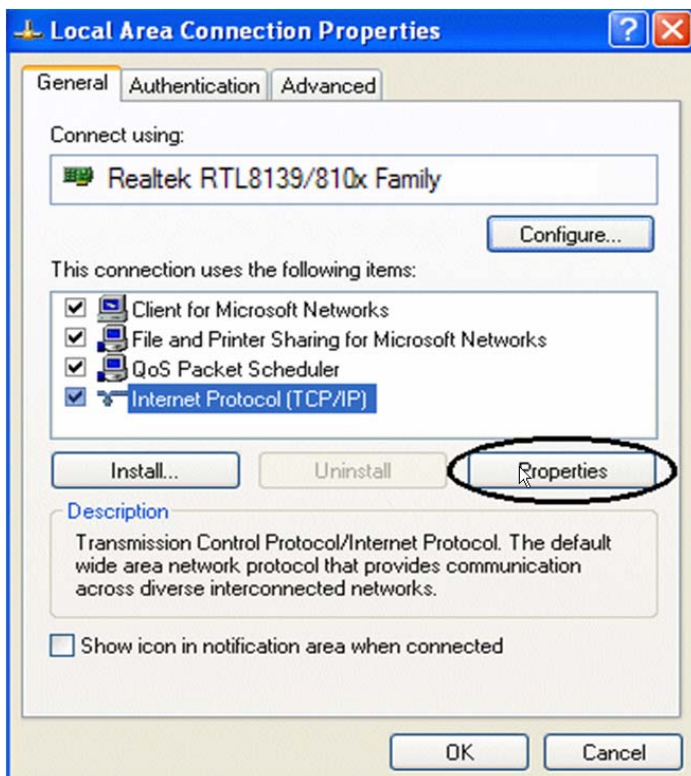 Local Area Connection Properties
General Authentication Advanced
Connect using:
Realtek RTL8139/810x Family
Configure...
This connection uses the following items:
Client for Microsoft Networks
File and Printer Sharing for Microsoft Networks
QoS Packet Scheduler
Internet Protocol (TCP/IP)
Install... Uninstall Properties
Description
Transmission Control Protocol/Internet Protocol. The default
wide area network protocol that provides communication
across diverse interconnected networks.
Show icon in notification area when connected
OK Cancel